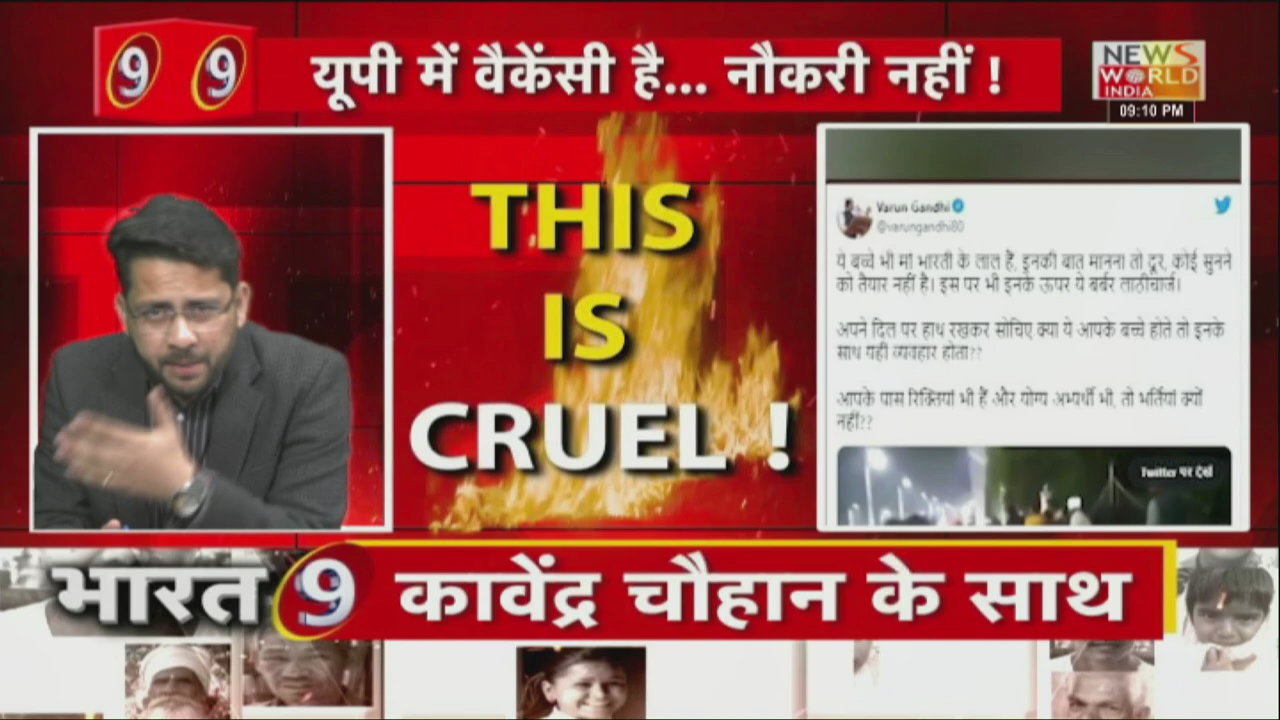 9 9
यूपी में वैकेंसी है... नौकरी नहीं !
NEWS
WORLD
INDIA
09:10 PM
THIS
IS
CRUEL !
Varun Gandhi
@varungandhi80
ये बच्चे भी मां भारती के लाल हैं, इनकी बात मानना तो दूर, कोई सुनने
को तैयार नहीं है। इस पर भी इनके ऊपर ये बर्बर लाठीचार्ज।
अपने दिल पर हाथ रखकर सोचिए क्या ये आपके बच्चे होते तो इनके
साथ यही व्यवहार होता??
आपके पास रिक्तियां भी हैं और योग्य अभ्यर्थी भी, तो भर्तियां क्यों
नहीं??
Twitter पर देखें
भारत 9 कावेंद्र चौहान के साथ